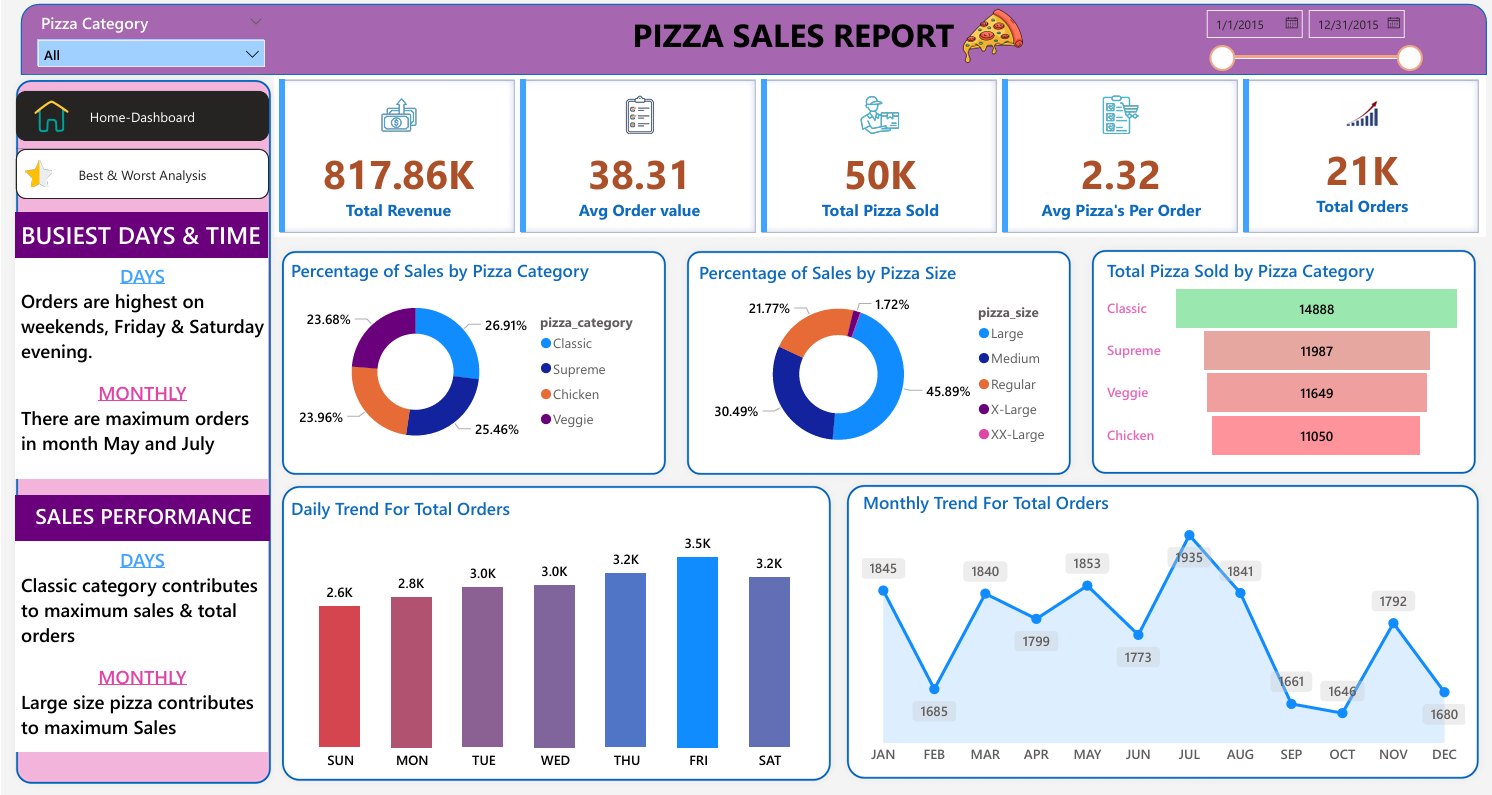 Pizza Category
All
PIZZA SALES REPORT
1/1/2015
12/31/2015
Home-Dashboard
Best & Worst Analysis
BUSIEST DAYS & TIME
DAYS
Orders are highest on
weekends, Friday & Saturday
evening.
MONTHLY
There are maximum orders
in month May and July
SALES PERFORMANCE
DAYS
Classic category contributes
to maximum sales & total
orders
MONTHLY
Large size pizza contributes
to maximum Sales
817.86K
Total Revenue
38.31
Avg Order value
50K
Total Pizza Sold
2.32
Avg Pizza's Per Order
21K
Total Orders
Percentage of Sales by Pizza Category
23.68%
26.91%
23.96%
25.46%
pizza_category
Classic
Supreme
Chicken
Veggie
Percentage of Sales by Pizza Size
21.77%
1.72%
30.49%
45.89%
pizza_size
Large
Medium
Regular
X-Large
XX-Large
Total Pizza Sold by Pizza Category
Classic 14888
Supreme 11987
Veggie 11649
Chicken 11050
Daily Trend For Total Orders
2.6K 2.8K 3.0K 3.0K 3.2K 3.5K 3.2K
SUN MON TUE WED THU FRI SAT
Monthly Trend For Total Orders
1845 1685 1840 1799 1853 1773 1935 1841 1661 1646 1792 1680
JAN FEB MAR APR MAY JUN JUL AUG SEP OCT NOV DEC